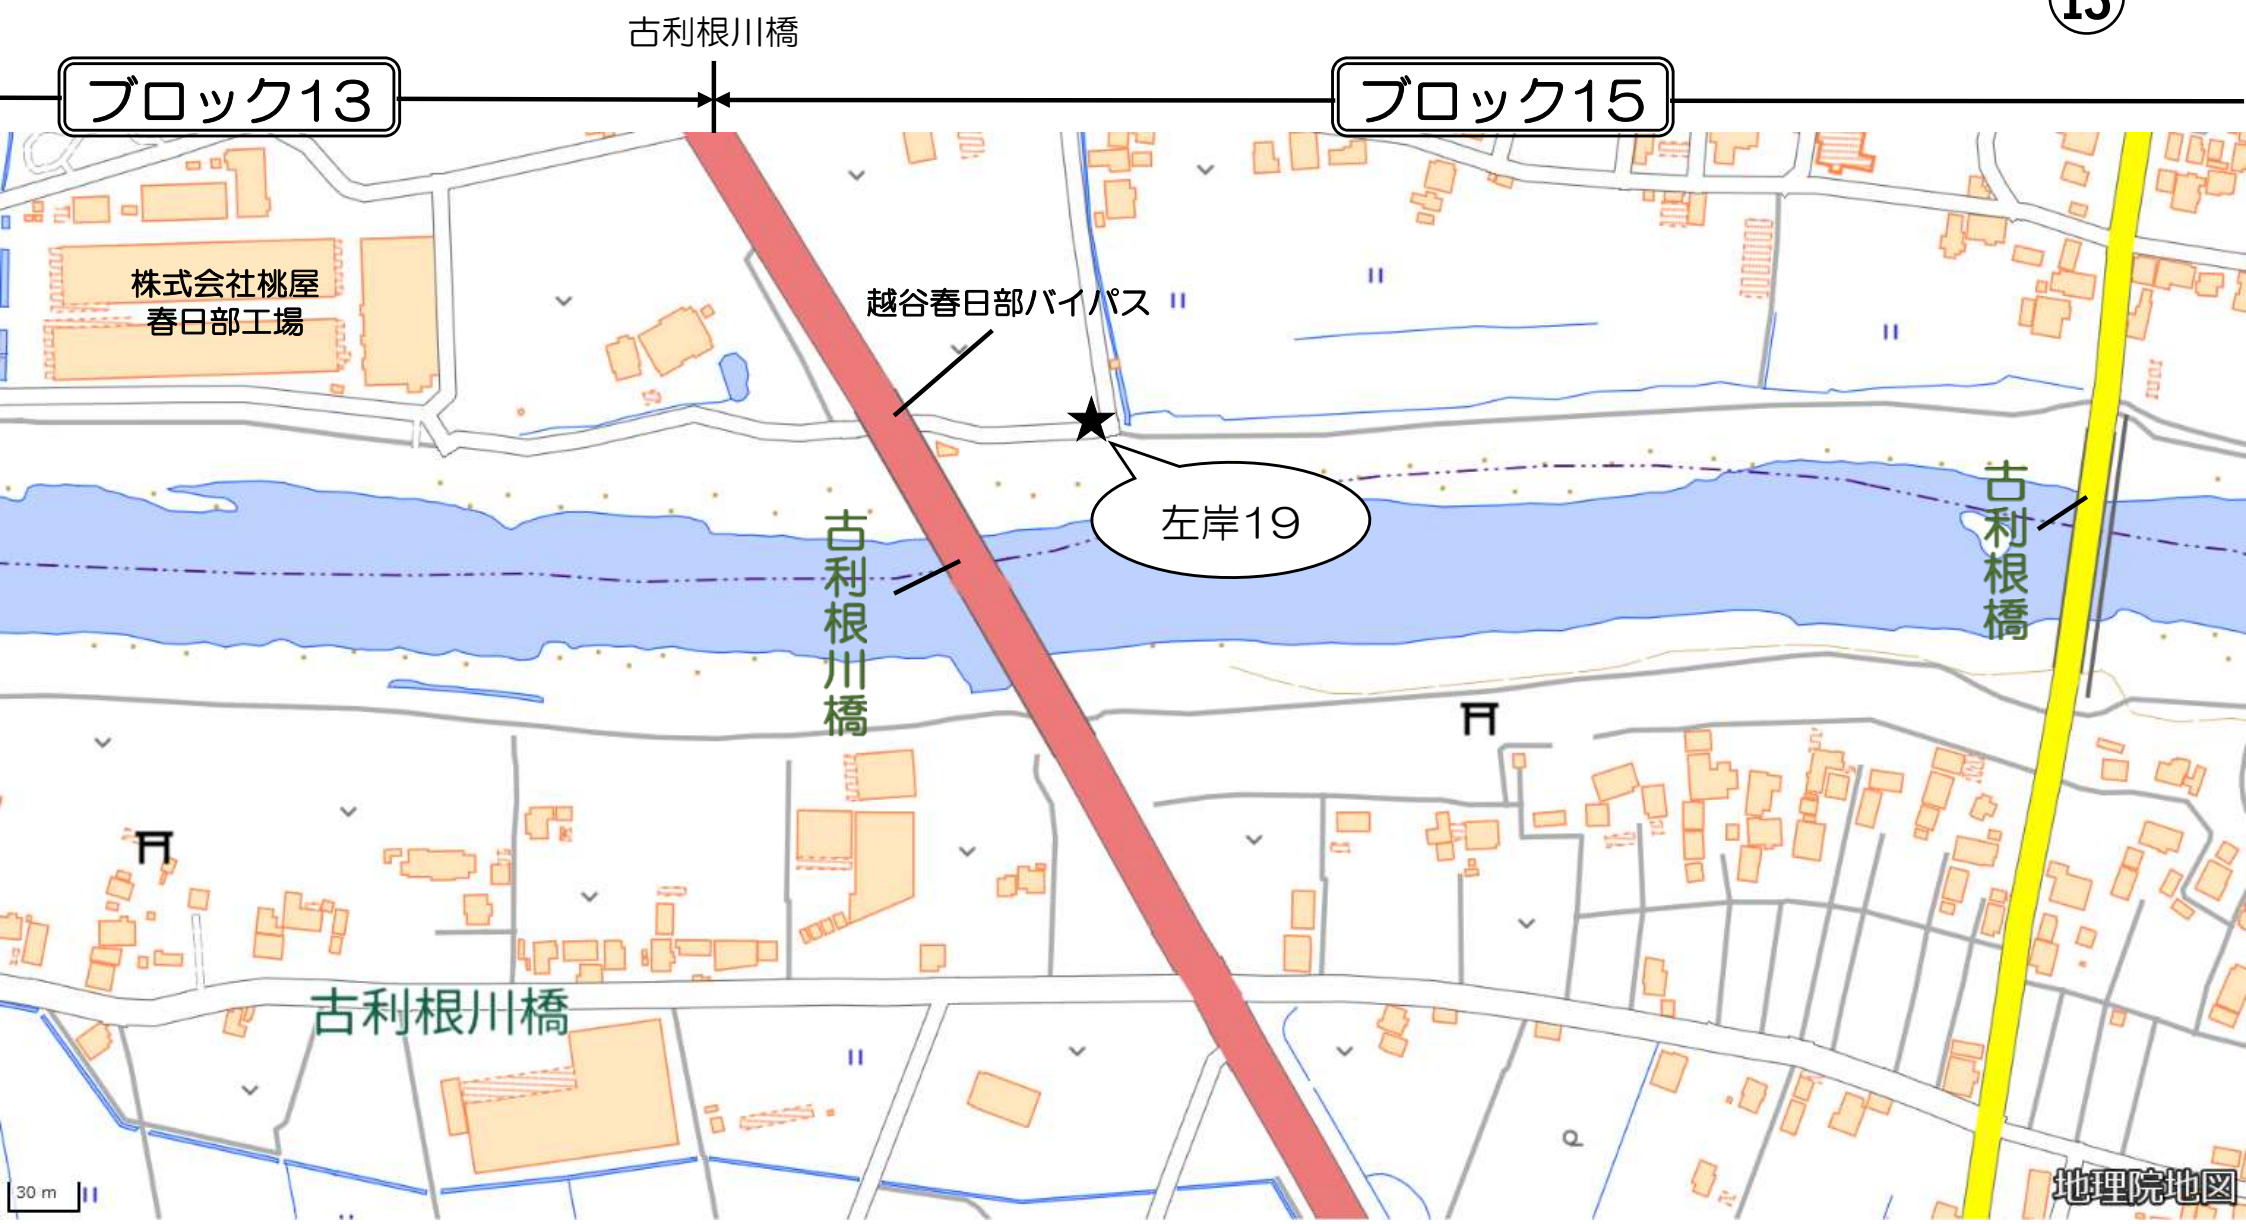 ⑬
古利根川橋
ブロック13
ブロック15
株式会社桃屋
春日部工場
越谷春日部バイパス
左岸19
古利根川橋
古利根橋
古利根川橋
30 m
地理院地図